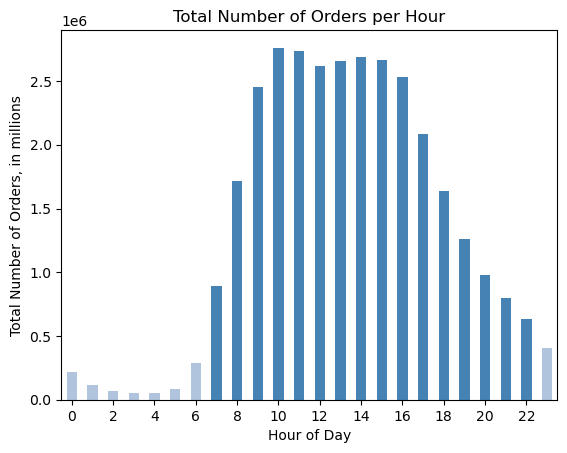 Total Number of Orders per Hour
1e6
Total Number of Orders, in millions
2.5
2.0
1.5
1.0
0.5
0.0
0 2 4 6 8 10 12 14 16 18 20 22
Hour of Day